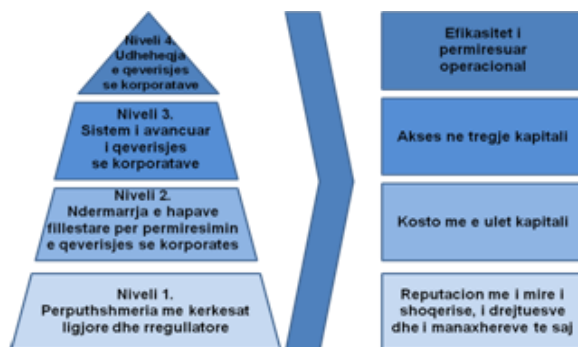 Niveli 4.
Udheheqja
e qeverisjes
se korporatave
Niveli 3.
Sistem i avancuar
i qeverisjes
se korporatave
Niveli 2.
Ndermarrja e hapave
fillestare per permiresimin
e qeverisjes se korporates
Niveli 1.
Perputhshmeria me kerkesat
ligjore dhe rregullatore
Efikasitet i
permiresuar
operacional
Akses ne tregje kapitali
Kosto me e ulet kapitali
Reputacion me i mire i
shoqerise, i drejtuesve
dhe i manaxhereve te saj